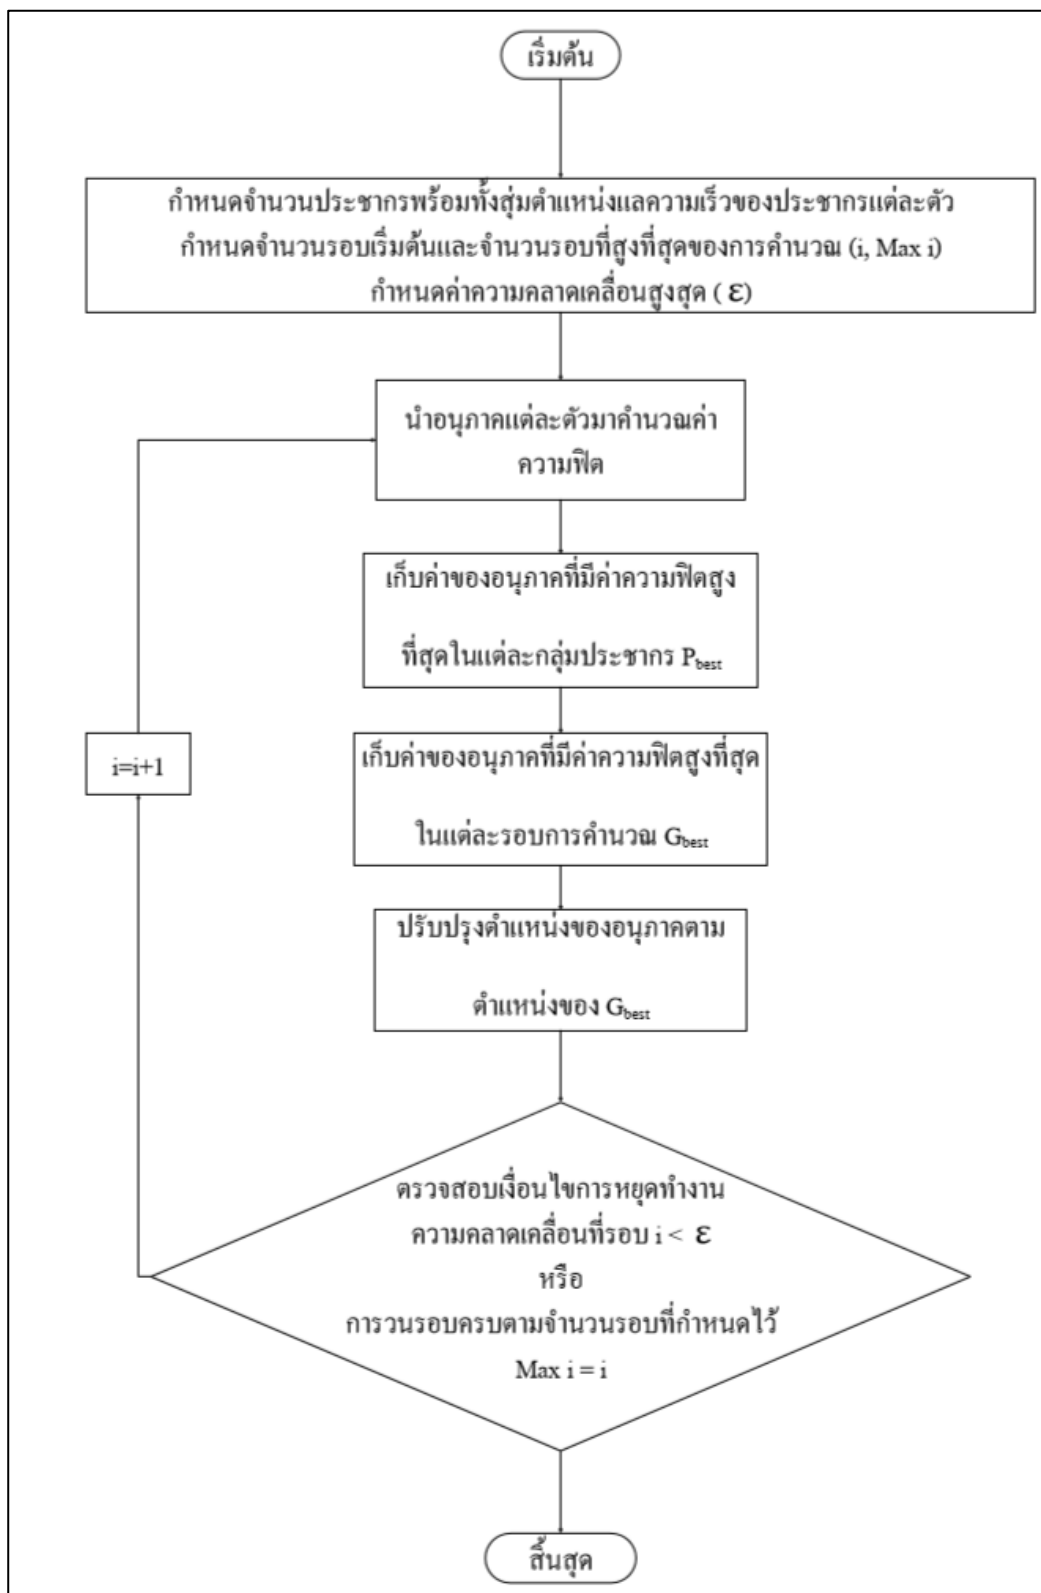 เริ่มต้น
กำหนดจำนวนประชากรพร้อมทั้งสุ่มตำแหน่งแลความเร็วของประชากรแต่ละตัว
กำหนดจำนวนรอบเริ่มต้นและจำนวนรอบที่สูงที่สุดของการคำนวณ (i, Max i)
กำหนดค่าความคลาดเคลื่อนสูงสุด ( ε)
นำอนุภาคแต่ละตัวมาคำนวณค่า
ความฟิต
เก็บค่าของอนุภาคที่มีค่าความฟิตสูง
ที่สุดในแต่ละกลุ่มประชากร Pbest
เก็บค่าของอนุภาคที่มีค่าความฟิตสูงที่สุด
ในแต่ละรอบการคำนวณ Gbest
i=i+1
ปรับปรุงตำแหน่งของอนุภาคตาม
ตำแหน่งของ Gbest
ตรวจสอบเงื่อนไขการหยุดทำงาน
ความคลาดเคลื่อนที่รอบ i < ε
หรือ
การวนรอบครบตามจำนวนรอบที่กำหนดไว้
Max i = i
สิ้นสุด